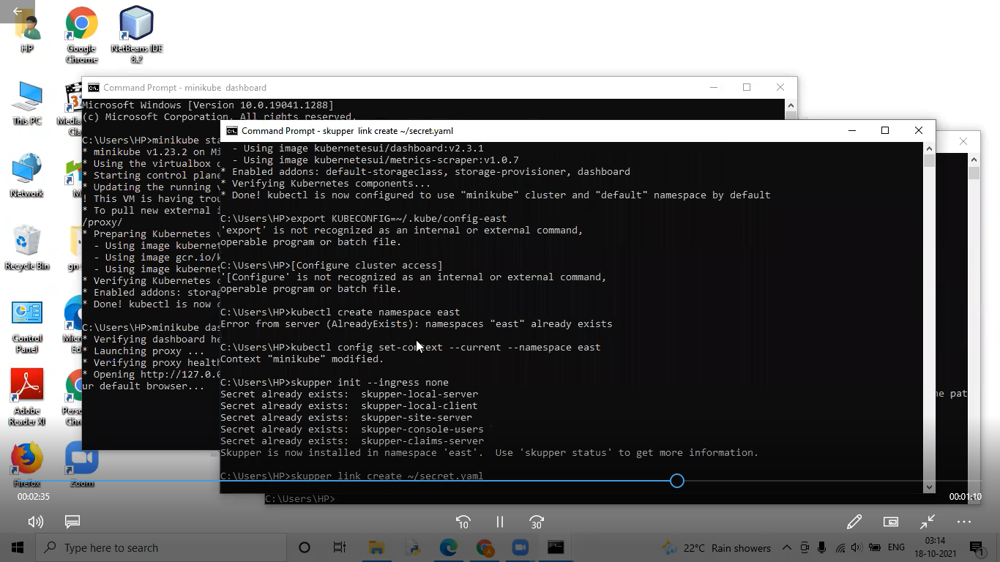 HP
Google
Chrome
NetBeans IDE
8.2
This PC
Media
Cla
Network
M
Recycle Bin
gn
Control
Panel
Micr
Ed
Adobe
Reader XI
Perso
Chr
Firefox
Zoom
Command Prompt - minikube dashboard
Microsoft Windows [Version 10.0.19041.1288]
(c) Microsoft Corporation. All rights reserved.
C:\Users\HP>minikube sta
* minikube v1.23.2 on Mi
* Using the virtualbox
* Starting control plane
* Updating the running
! This VM is having trou
* To pull new external i
/proxy/
* Preparing Kubernetes
- Using image kubernet
- Using image gcr.io/k
- Using image kubernet
* Verifying Kubernetes
* Enabled addons: storag
* Done! kubectl is now
C:\Users\HP>minikube das
* Verifying dashboard he
* Launching proxy ...
* Verifying proxy health
* Opening http://127.0.0
ur default browser...
Command Prompt - skupper link create ~/secret.yaml
- Using image kubernetesui/dashboard:v2.3.1
- Using image kubernetesui/metrics-scraper:v1.0.7
* Enabled addons: default-storageclass, storage-provisioner, dashboard
* Verifying Kubernetes components...
* Done! kubectl is now configured to use "minikube" cluster and "default" namespace by default
C:\Users\HP>export KUBECONFIG=~/.kube/config-east
'export' is not recognized as an internal or external command,
operable program or batch file.
C:\Users\HP>[Configure cluster access]
'[Configure' is not recognized as an internal or external command,
operable program or batch file.
C:\Users\HP>kubectl create namespace east
Error from server (AlreadyExists): namespaces "east" already exists
C:\Users\HP>kubectl config set-context --current --namespace east
Context "minikube" modified.
C:\Users\HP>skupper init --ingress none
Secret already exists: skupper-local-server
Secret already exists: skupper-local-client
Secret already exists: skupper-site-server
Secret already exists: skupper-console-users
Secret already exists: skupper-claims-server
Skupper is now installed in namespace 'east'. Use 'skupper status' to get more information.
C:\Users\HP>skupper link create ~/secret.yaml
he pat
C:\Users\HP>
00:02:35
00:01:10
10
30
Type here to search
22°C Rain showers
ENG
03:14
18-10-2021
1